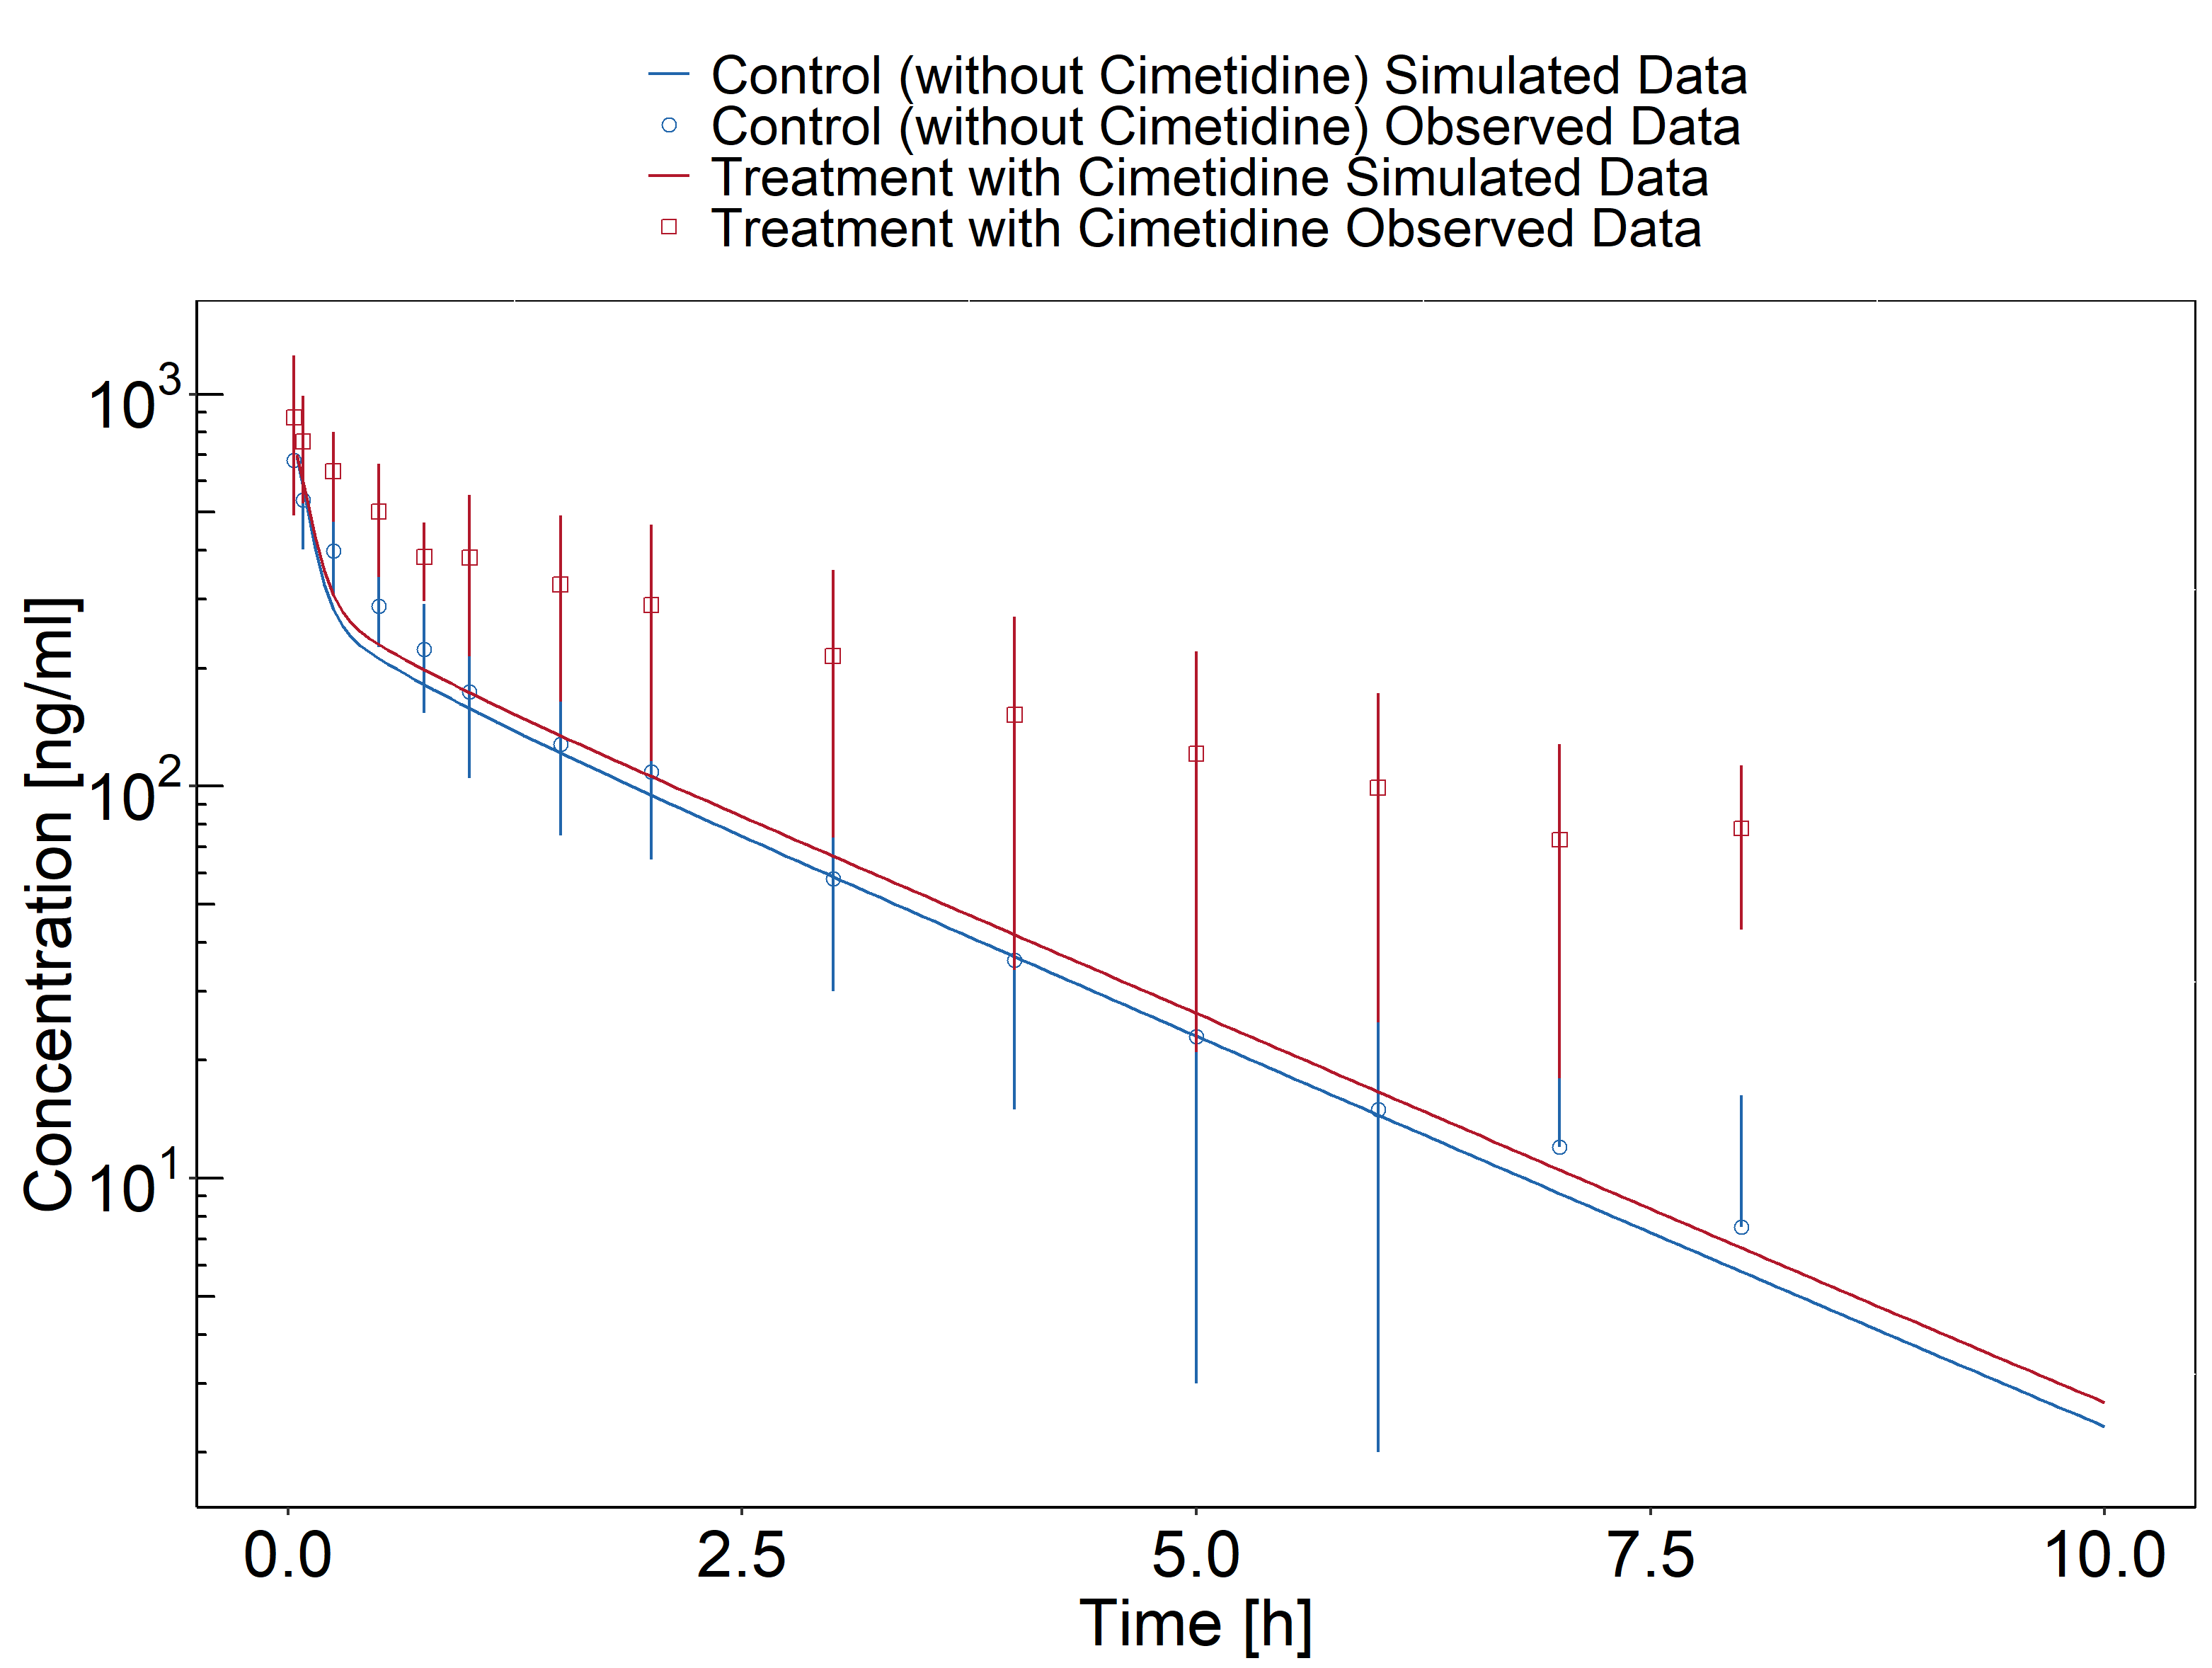 Control (without Cimetidine) Simulated Data
Control (without Cimetidine) Observed Data
Treatment with Cimetidine Simulated Data
Treatment with Cimetidine Observed Data
Concentration [ng/ml]
10³
10²
10¹
0.0 2.5 5.0 7.5 10.0
Time [h]